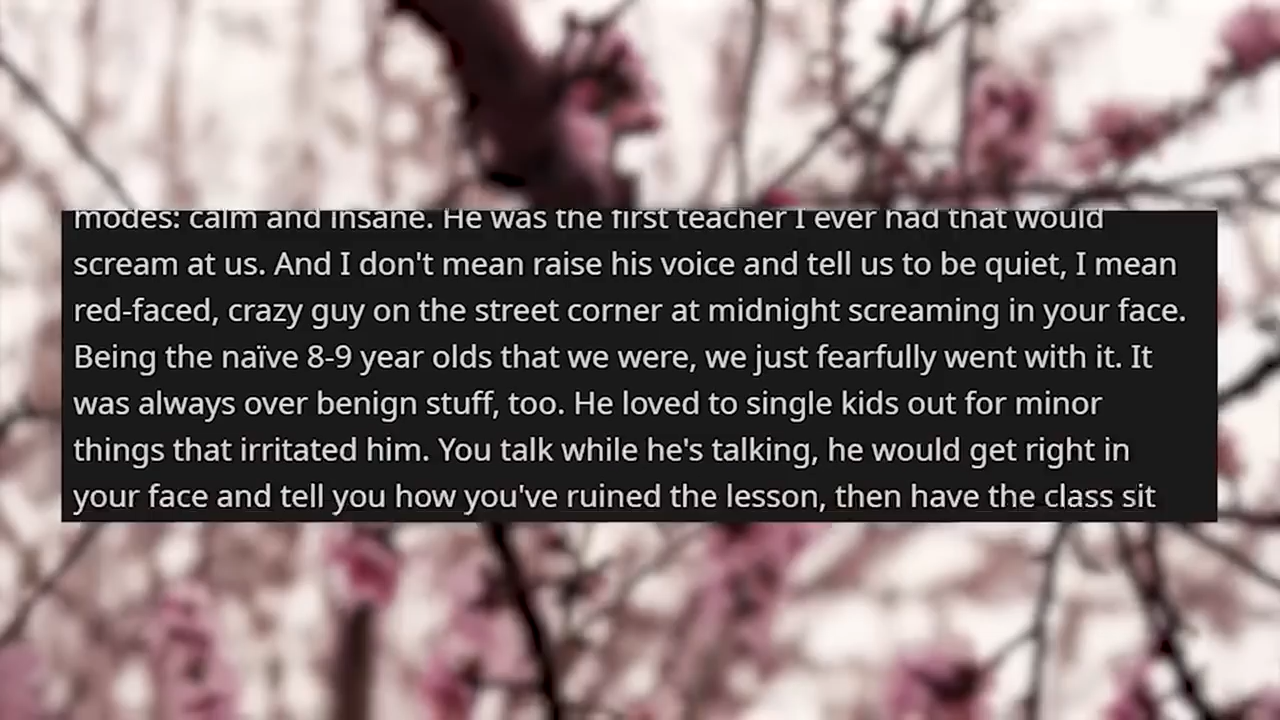 modes: calm and insane. He was the first teacher I ever had that would
scream at us. And I don't mean raise his voice and tell us to be quiet, I mean
red-faced, crazy guy on the street corner at midnight screaming in your face.
Being the naïve 8-9 year olds that we were, we just fearfully went with it. It
was always over benign stuff, too. He loved to single kids out for minor
things that irritated him. You talk while he's talking, he would get right in
your face and tell you how you've ruined the lesson, then have the class sit